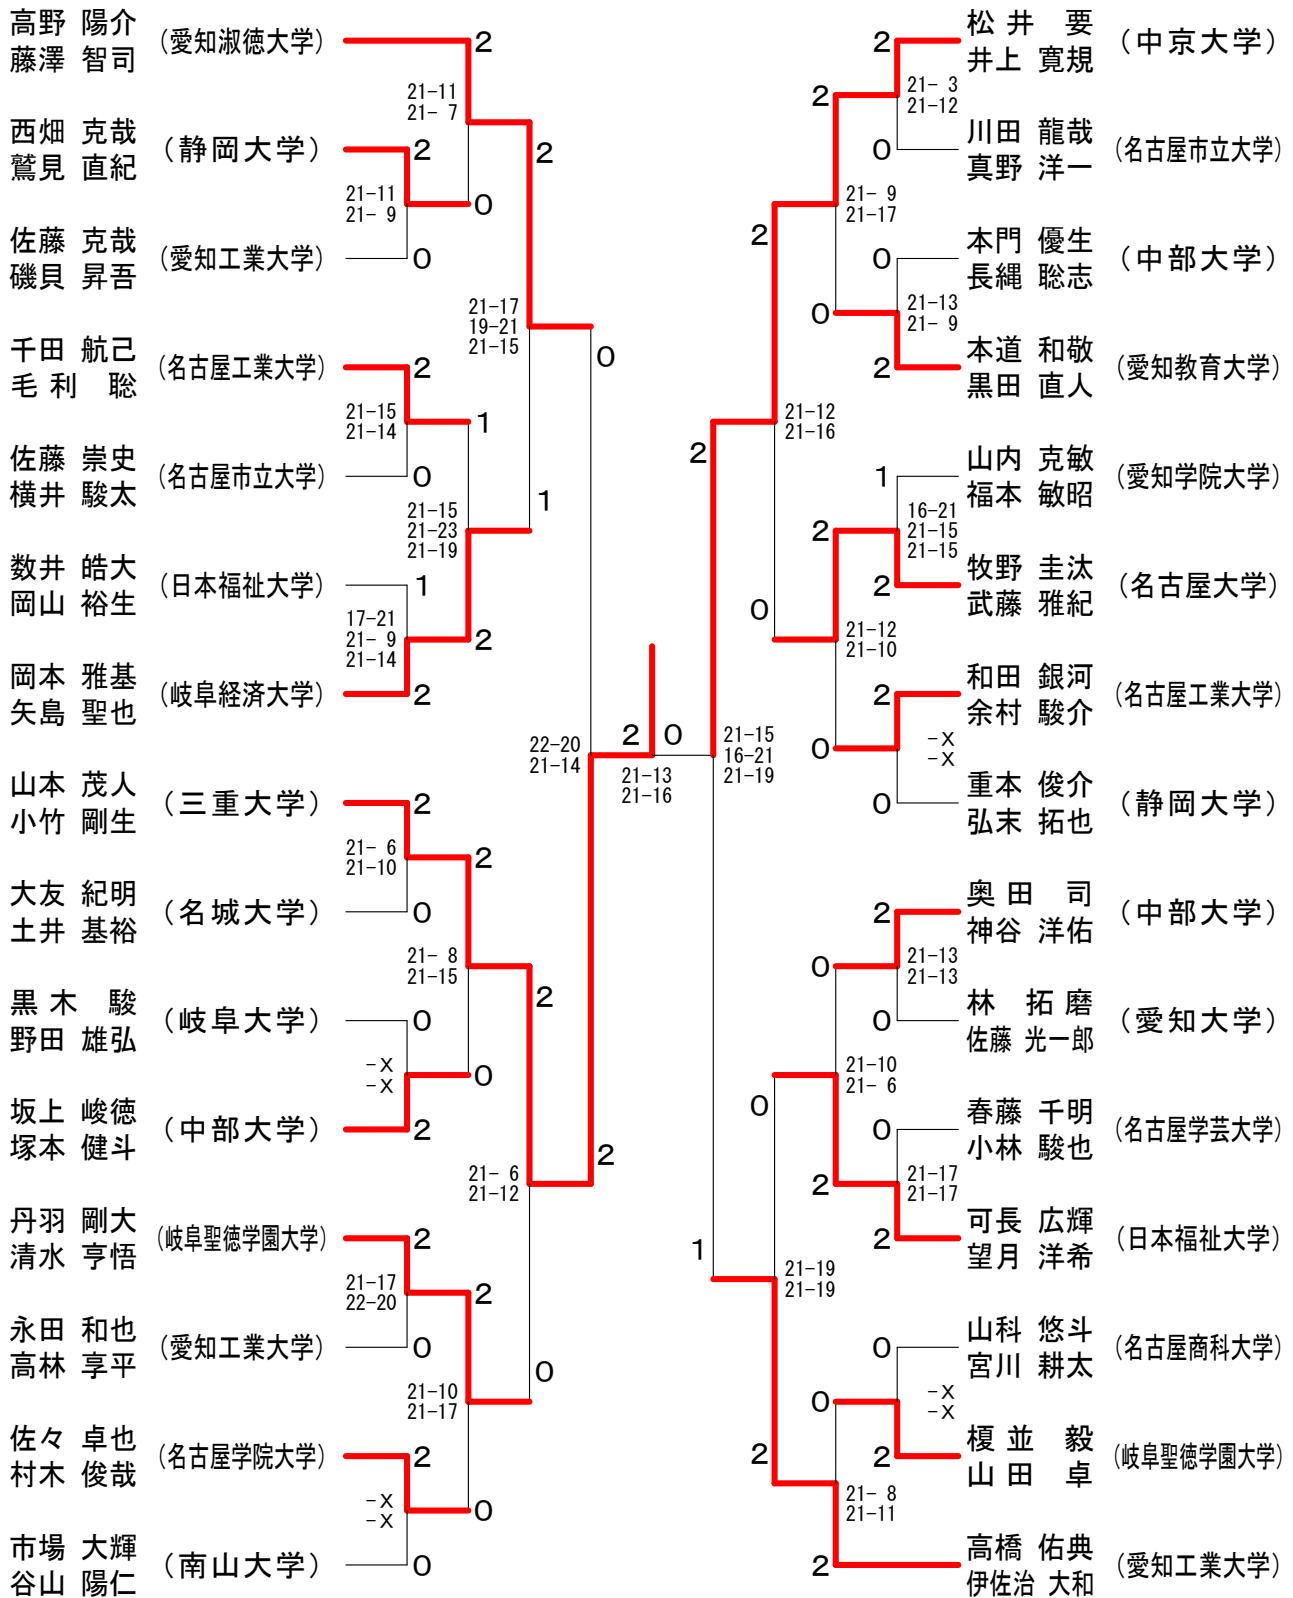 高野 陽介
藤澤 智司
(愛知淑徳大学)
2
21-11
21- 7
西畑 克哉
鷲見 直紀
(静岡大学)
2
21-11
21- 9
0
佐藤 克哉
磯貝 昇吾
(愛知工業大学)
0
2
21-17
19-21
21-15
千田 航己
毛利 聡
(名古屋工業大学)
2
21-15
21-14
1
佐藤 崇史
横井 駿太
(名古屋市立大学)
0
21-15
21-23
21-19
1
数井 皓大
岡山 裕生
(日本福祉大学)
1
17-21
21- 9
21-14
2
岡本 雅基
矢島 聖也
(岐阜経済大学)
2
0
22-20
21-14
山本 茂人
小竹 剛生
(三重大学)
2
21- 6
21-10
2
大友 紀明
土井 基裕
(名城大学)
0
21- 8
21-15
2
黒木 駿
野田 雄弘
(岐阜大学)
0
-X
-X
0
坂上 峻徳
塚本 健斗
(中部大学)
2
21- 6
21-12
2
丹羽 剛大
清水 亨悟
(岐阜聖徳学園大学)
2
21-17
22-20
2
永田 和也
高林 享平
(愛知工業大学)
0
21-10
21-17
0
佐々 卓也
村木 俊哉
(名古屋学院大学)
2
-X
-X
0
市場 大輝
谷山 陽仁
(南山大学)
0
2
0
21-13
21-16
松井 要
井上 寛規
(中京大学)
2
21- 3
21-12
2
川田 龍哉
真野 洋一
(名古屋市立大学)
0
21- 9
21-17
2
本門 優生
長縄 聡志
(中部大学)
0
21-13
21- 9
0
本道 和敬
黒田 直人
(愛知教育大学)
2
21-12
21-16
2
山内 克敏
福本 敏昭
(愛知学院大学)
1
16-21
21-15
21-15
2
牧野 圭汰
武藤 雅紀
(名古屋大学)
2
0
21-12
21-10
和田 銀河
余村 駿介
(名古屋工業大学)
2
-X
-X
0
重本 俊介
弘末 拓也
(静岡大学)
0
21-15
16-21
21-19
奥田 司
神谷 洋佑
(中部大学)
2
21-13
21-13
0
林 拓磨
佐藤 光一郎
(愛知大学)
0
21-10
21- 6
0
春藤 千明
小林 駿也
(名古屋学芸大学)
0
21-17
21-17
2
可長 広輝
望月 洋希
(日本福祉大学)
2
1
21-19
21-19
山科 悠斗
宮川 耕太
(名古屋商科大学)
0
-X
-X
0
榎並 毅
山田 卓
(岐阜聖徳学園大学)
2
2
21- 8
21-11
高橋 佑典
伊佐治 大和
(愛知工業大学)
2